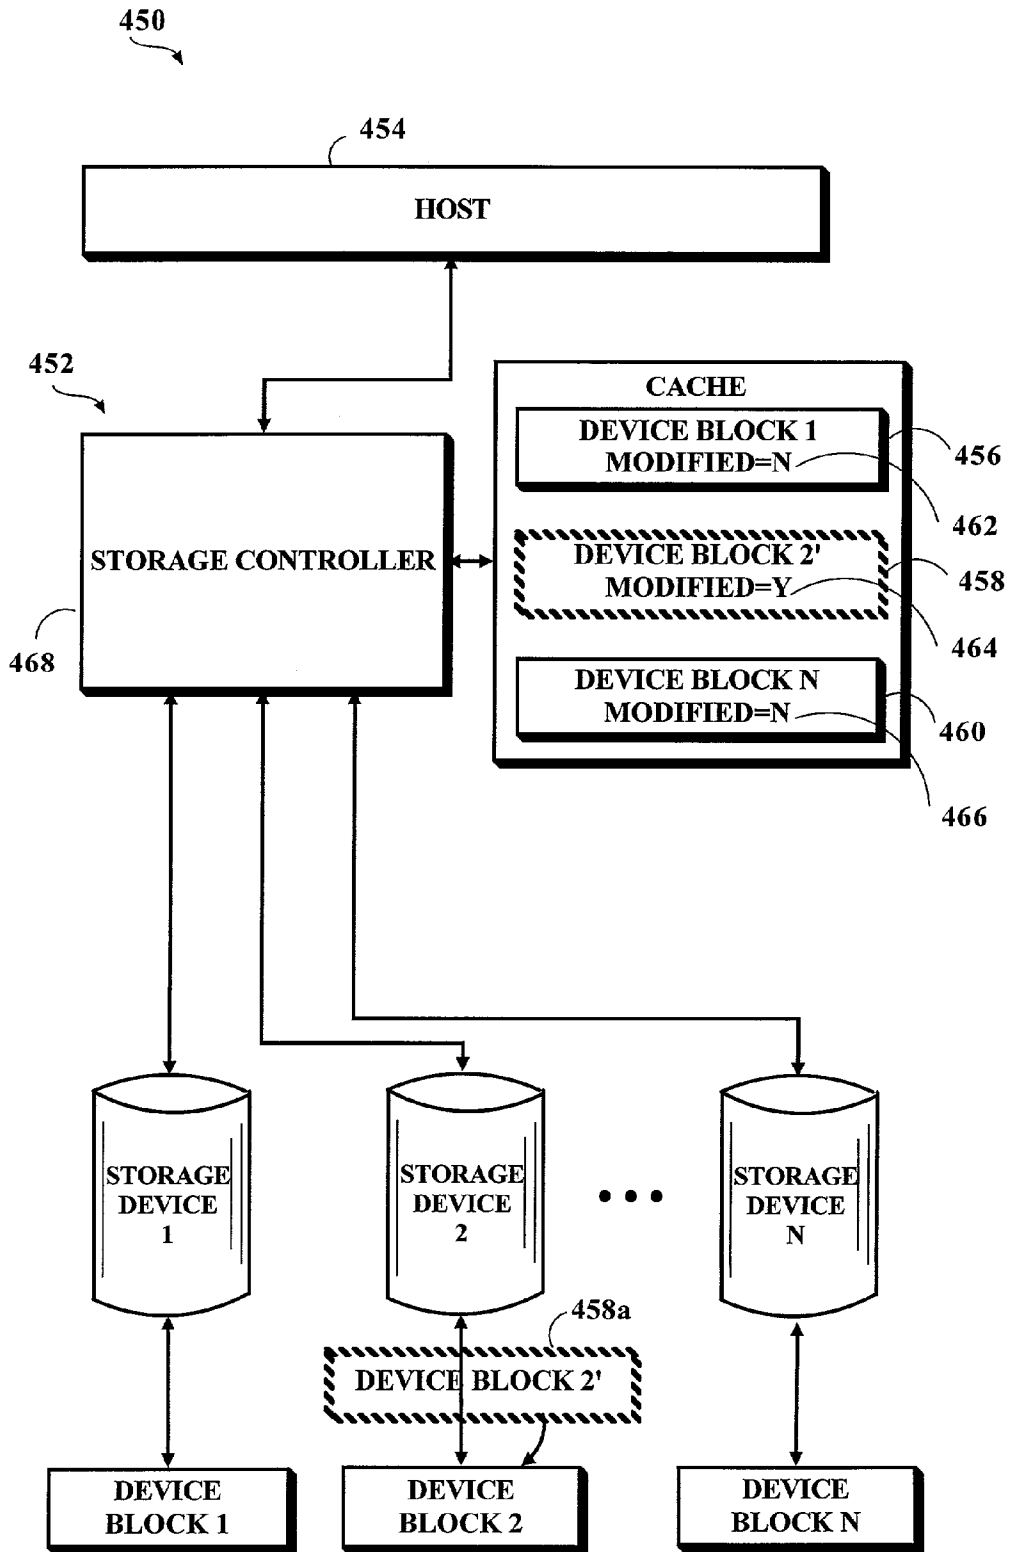 450
454
HOST
452
CACHE
DEVICE BLOCK 1
MODIFIED=N
456
462
STORAGE CONTROLLER
DEVICE BLOCK 2'
MODIFIED=Y
458
464
468
DEVICE BLOCK N
MODIFIED=N
460
466
STORAGE
DEVICE
1
STORAGE
DEVICE
2
STORAGE
DEVICE
N
458a
DEVICE BLOCK 2'
DEVICE
BLOCK 1
DEVICE
BLOCK 2
DEVICE
BLOCK N